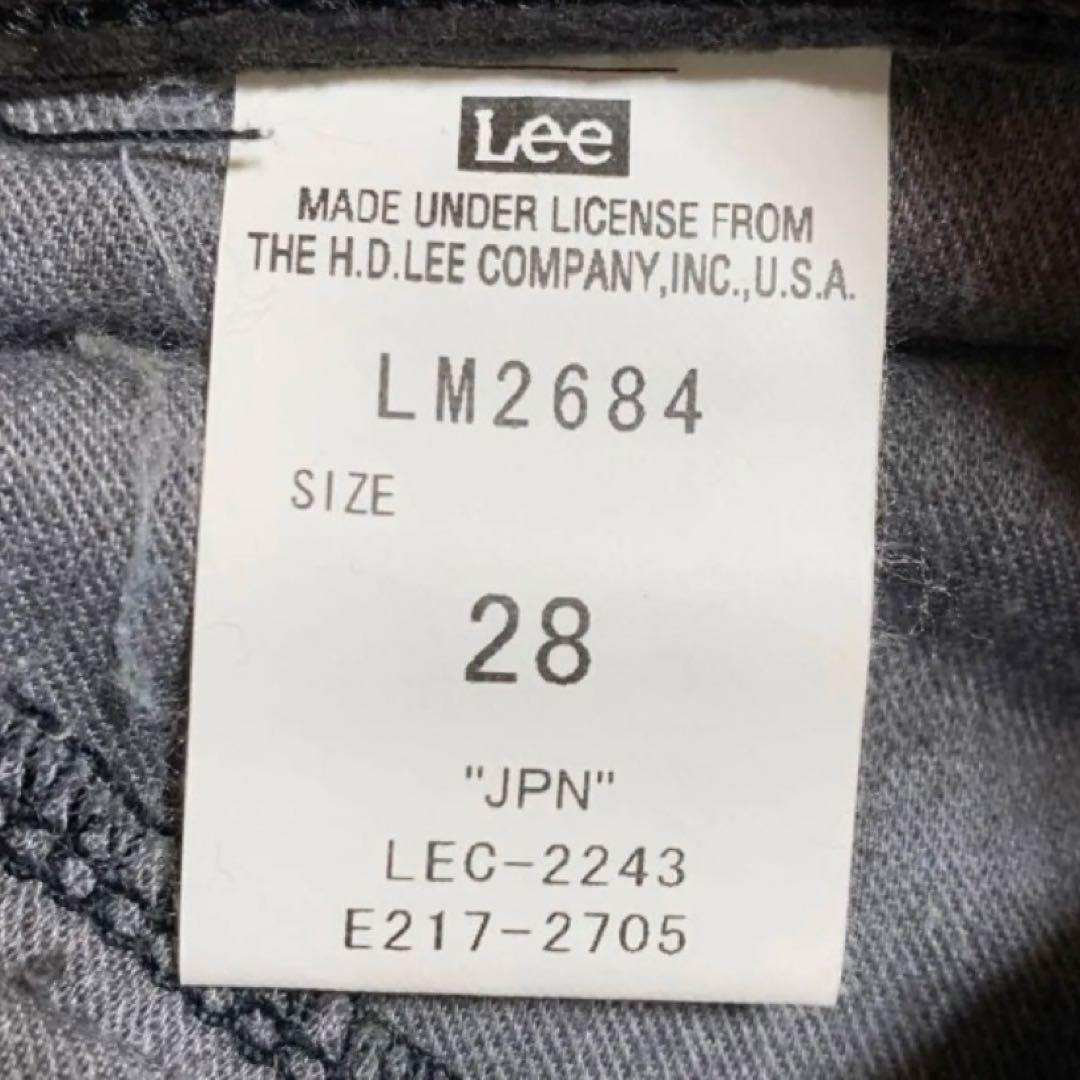 Lee
MADE UNDER LICENSE FROM
THE H.D.LEE COMPANY,INC.,U.S.A.
LM2684
SIZE
28
"JPN"
LEC-2243
E217-2705